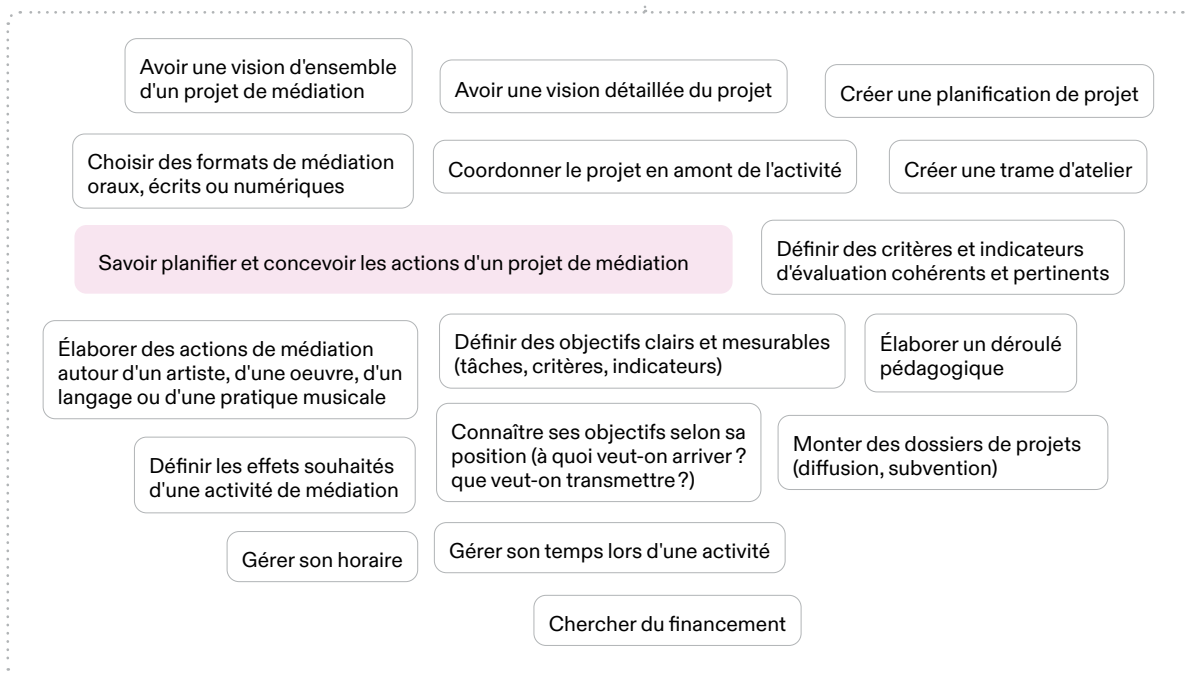 Avoir une vision d'ensemble
d'un projet de médiation
Avoir une vision détaillée du projet
Créer une planification de projet
Choisir des formats de médiation
oraux, écrits ou numériques
Coordonner le projet en amont de l'activité
Créer une trame d'atelier
Savoir planifier et concevoir les actions d'un projet de médiation
Définir des critères et indicateurs
d'évaluation cohérents et pertinents
Élaborer des actions de médiation
autour d'un artiste, d'une oeuvre, d'un
langage ou d'une pratique musicale
Définir des objectifs clairs et mesurables
(tâches, critères, indicateurs)
Élaborer un déroulé
pédagogique
Définir les effets souhaités
d'une activité de médiation
Connaître ses objectifs selon sa
position (à quoi veut-on arriver ?
que veut-on transmettre ?)
Monter des dossiers de projets
(diffusion, subvention)
Gérer son horaire
Gérer son temps lors d'une activité
Chercher du financement